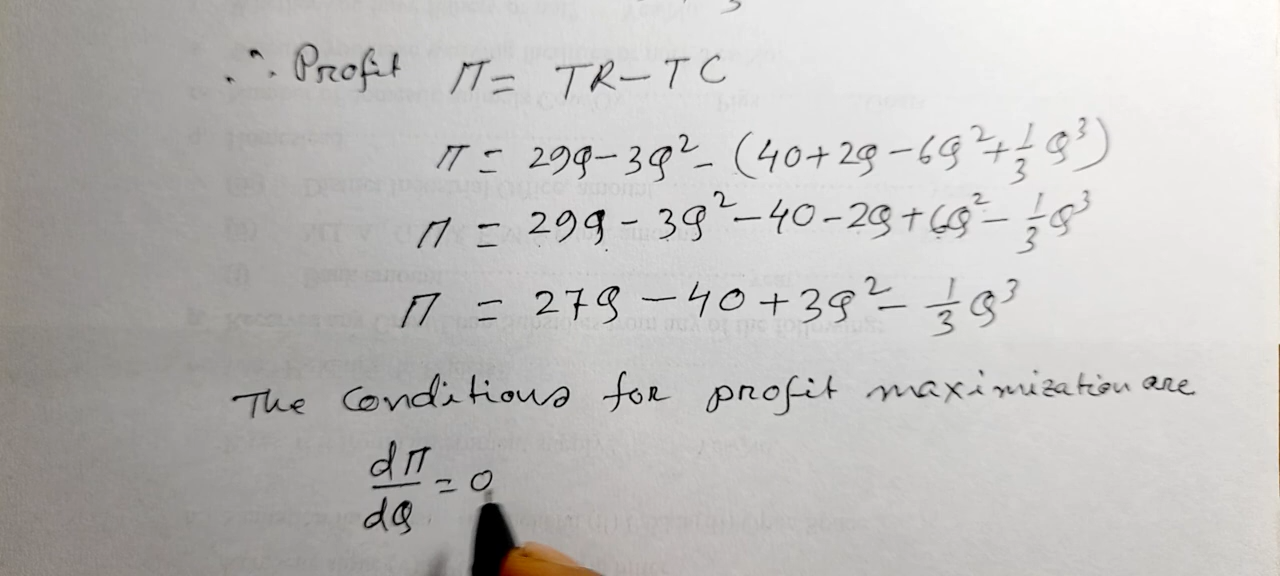 ∴ Profit Π = TR - TC
Π = 29Q - 3Q² - (40 + 2Q - 6Q² + 1/3 Q³)
Π = 29Q - 3Q² - 40 - 2Q + 6Q² - 1/3 Q³
Π = 27Q - 40 + 3Q² - 1/3 Q³
The Conditions for profit maximization are
dΠ/dQ = 0